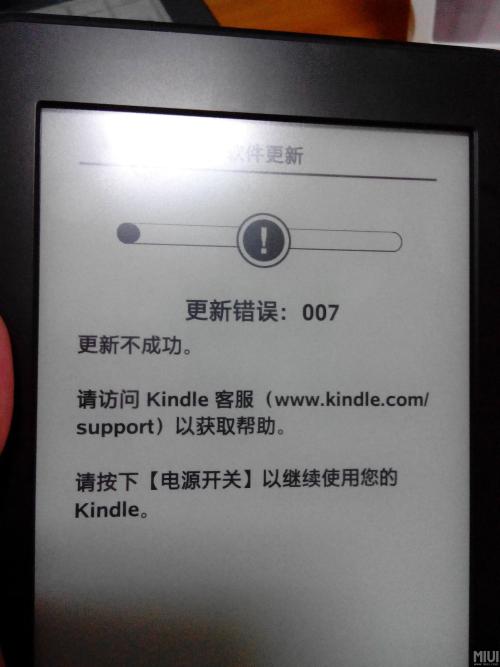 软件更新
!
更新错误：007
更新不成功。
请访问 Kindle 客服（www.kindle.com/
support）以获取帮助。
请按下【电源开关】以继续使用您的
Kindle。
MIUI